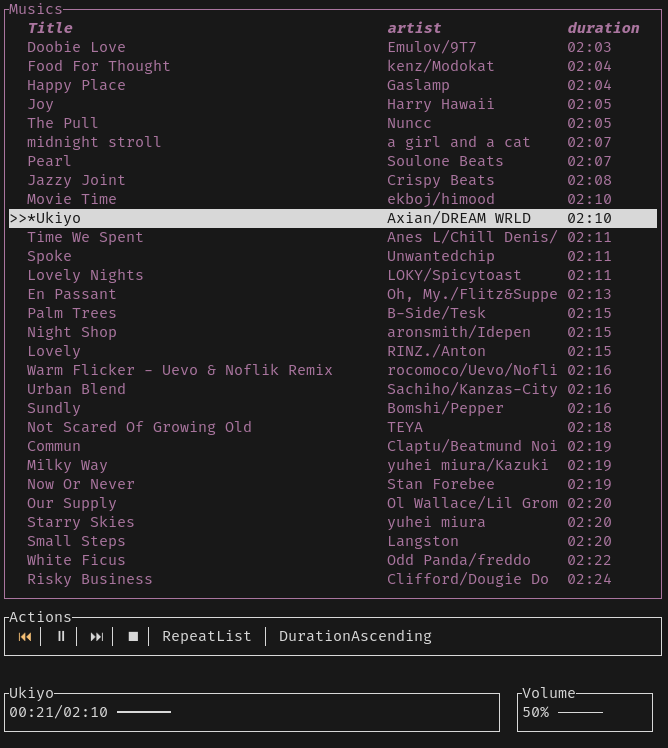 Musics
Title artist duration
Doobie Love Emulov/9T7 02:03
Food For Thought kenz/Modokat 02:04
Happy Place Gaslamp 02:04
Joy Harry Hawaii 02:05
The Pull Nuncc 02:05
midnight stroll a girl and a cat 02:07
Pearl Soulone Beats 02:07
Jazzy Joint Crispy Beats 02:08
Movie Time ekboj/himood 02:10
>>*Ukiyo Axian/DREAM WRLD 02:10
Time We Spent Anes L/Chill Denis/ 02:11
Spoke Unwantedchip 02:11
Lovely Nights LOKY/Spicytoast 02:11
En Passant Oh, My./Flitz&Suppe 02:13
Palm Trees B-Side/Tesk 02:15
Night Shop aronsmith/Idepen 02:15
Lovely RINZ./Anton 02:15
Warm Flicker - Uevo & Noflik Remix rocomoco/Uevo/Nofli 02:16
Urban Blend Sachiho/Kanzas-City 02:16
Sundly Bomshi/Pepper 02:16
Not Scared Of Growing Old TEYA 02:18
Commun Claptu/Beatmund Noi 02:19
Milky Way yuhei miura/Kazuki 02:19
Now Or Never Stan Forebee 02:19
Our Supply Ol Wallace/Lil Grom 02:20
Starry Skies yuhei miura 02:20
Small Steps Langston 02:20
White Ficus Odd Panda/freddo 02:22
Risky Business Clifford/Dougie Do 02:24
Actions
⏮ │ ⏸ │ ⏭ │ ⏹ │ RepeatList │ DurationAscending
Ukiyo
00:21/02:10
Volume
50%